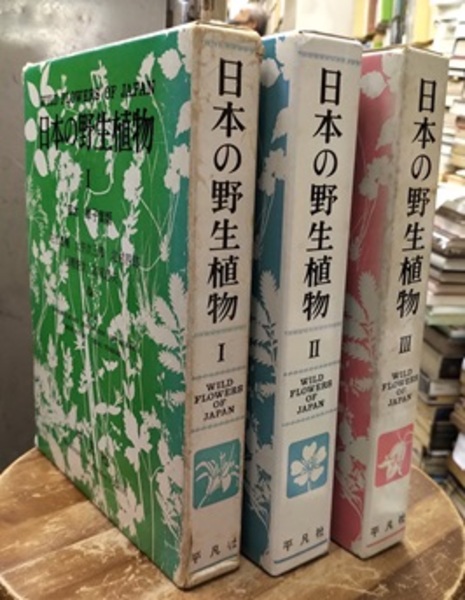 WILD FLOWERS OF JAPAN
日本の野生植物
I
日本の野生植物
I
WILD
FLOWERS
OF
JAPAN
平凡社
日本の野生植物
II
WILD
FLOWERS
OF
JAPAN
平凡社
日本の野生植物
III
WILD
FLOWERS
OF
JAPAN
平凡社